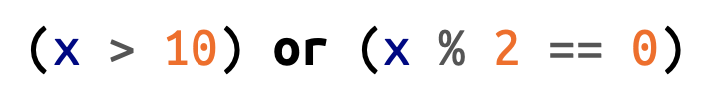 (x > 10) or (x % 2 == 0)